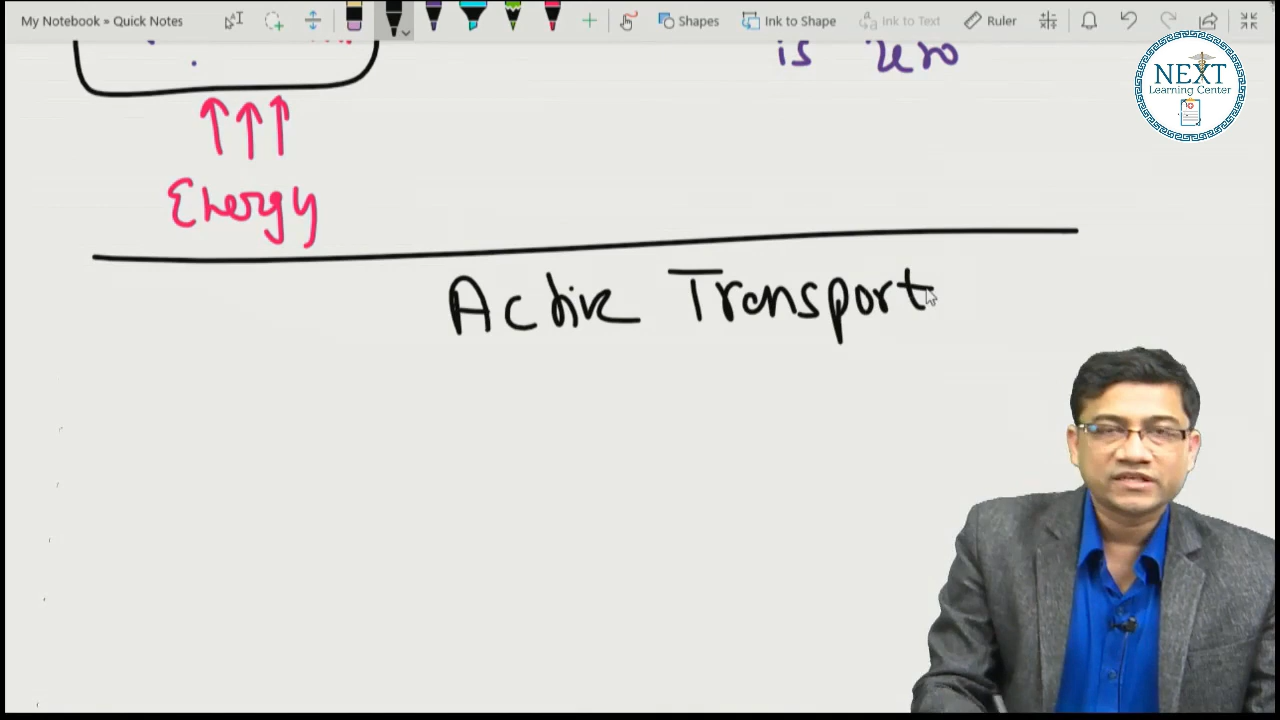 My Notebook » Quick Notes
Shapes
Ink to Shape
Ink to Text
Ruler
is zero
NEXT
Learning Center
Energy
Active Transport